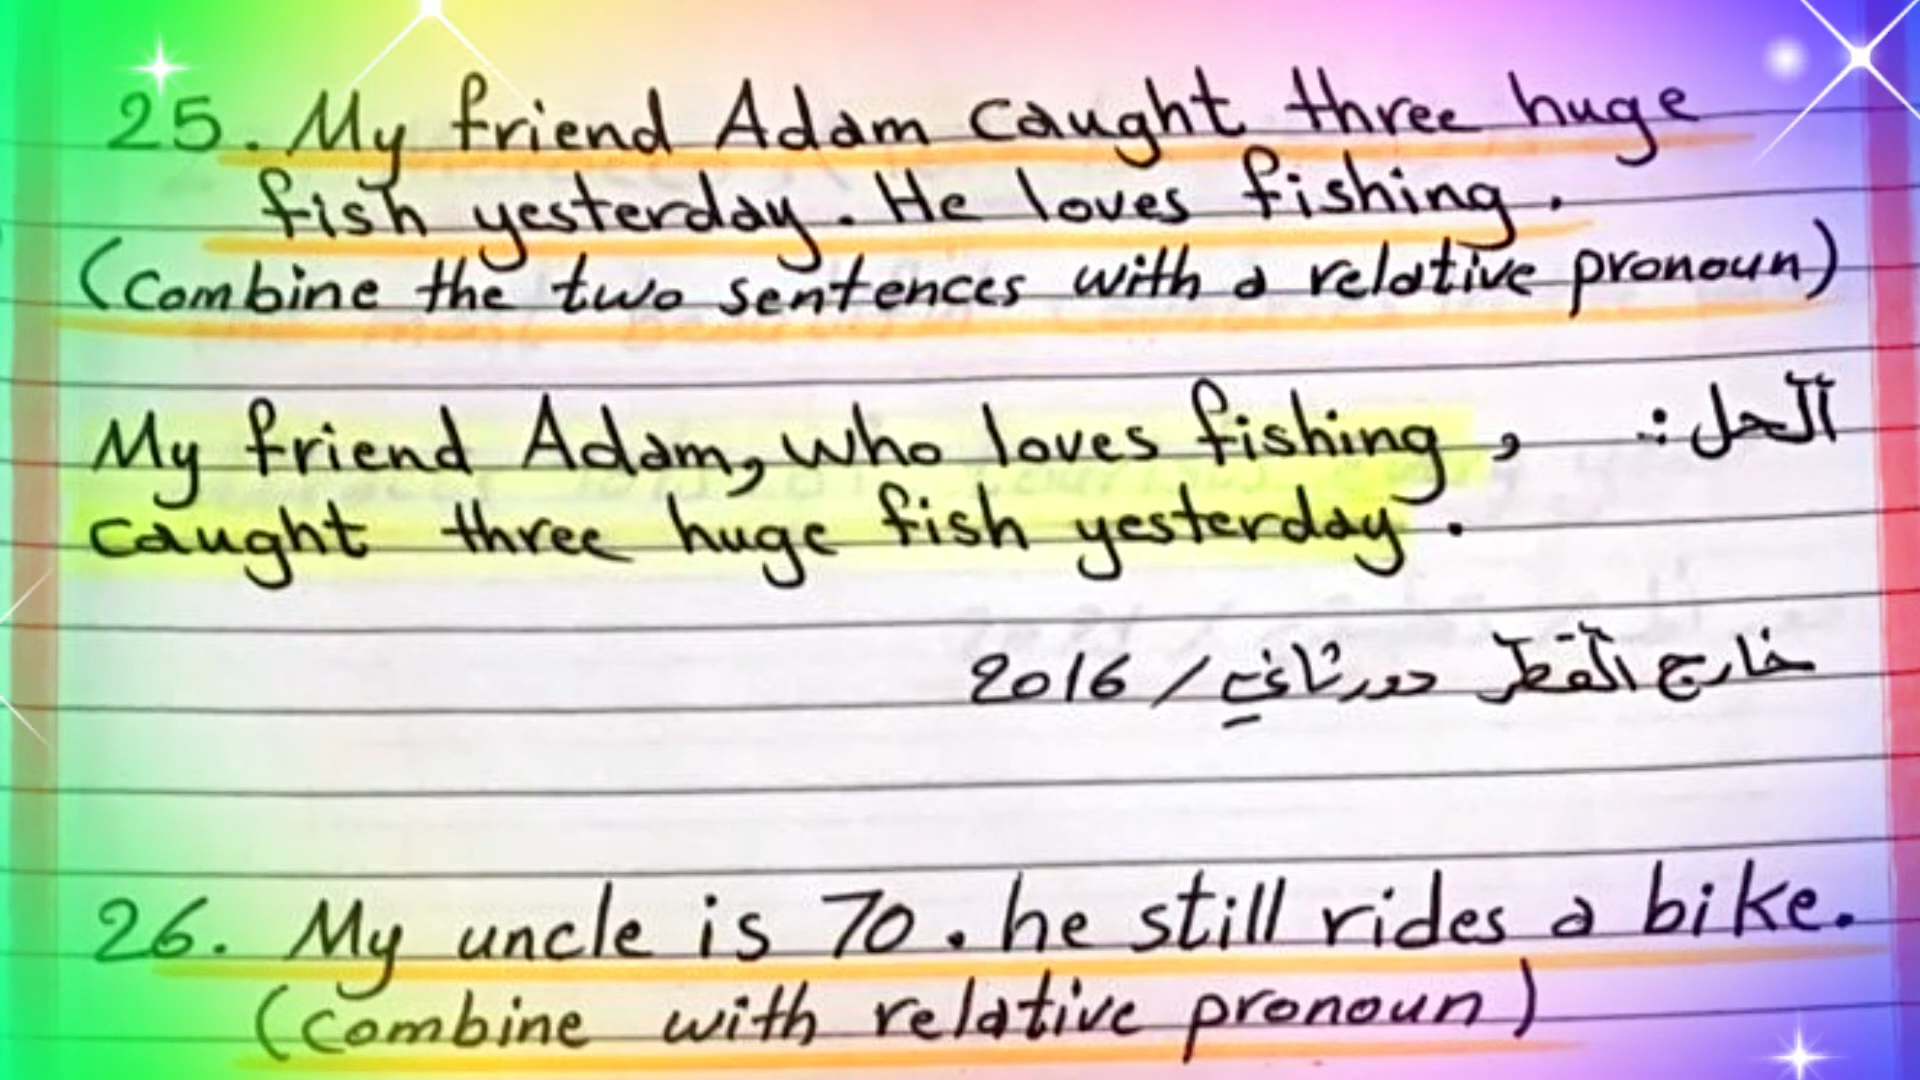 25. My friend Adam caught three huge
fish yesterday. He loves fishing.
(Combine the two sentences with a relative pronoun)
الحل:
My friend Adam, who loves fishing,
caught three huge fish yesterday.
خارج القطر دور ثاني / 2016
26. My uncle is 70. he still rides a bike.
(Combine with relative pronoun)